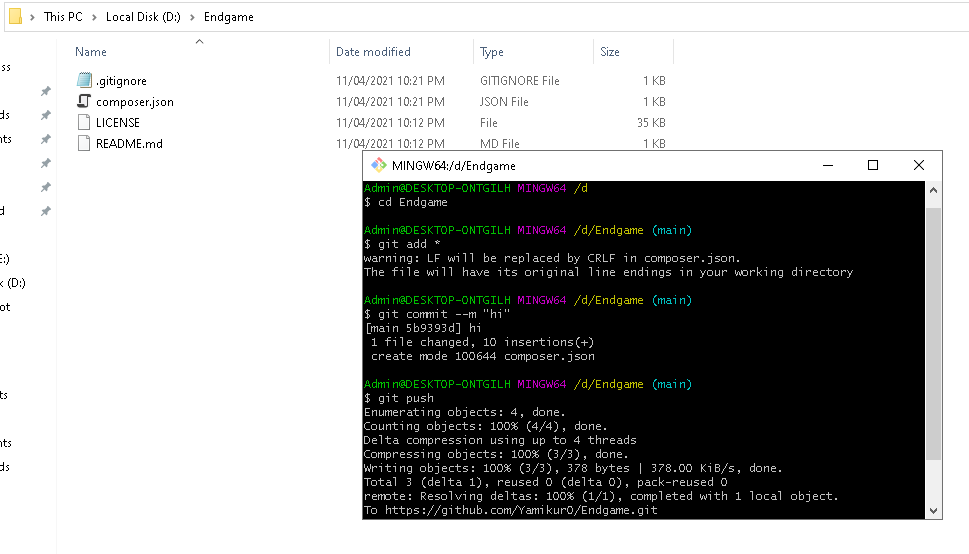 This PC > Local Disk (D:) > Endgame
Name Date modified Type Size
ss
.gitignore 11/04/2021 10:21 PM GITIGNORE File 1 KB
composer.json 11/04/2021 10:21 PM JSON File 1 KB
ds
LICENSE 11/04/2021 10:12 PM File 35 KB
nts
README.md 11/04/2021 10:12 PM MD File 1 KB
d
E:)
k (D:)
ot
ts
nts
ds
MINGW64:/d/Endgame
Admin@DESKTOP-ONTGILH MINGW64 /d
$ cd Endgame
Admin@DESKTOP-ONTGILH MINGW64 /d/Endgame (main)
$ git add *
warning: LF will be replaced by CRLF in composer.json.
The file will have its original line endings in your working directory
Admin@DESKTOP-ONTGILH MINGW64 /d/Endgame (main)
$ git commit --m "hi"
[main 5b9393d] hi
1 file changed, 10 insertions(+)
create mode 100644 composer.json
Admin@DESKTOP-ONTGILH MINGW64 /d/Endgame (main)
$ git push
Enumerating objects: 4, done.
Counting objects: 100% (4/4), done.
Delta compression using up to 4 threads
Compressing objects: 100% (3/3), done.
Writing objects: 100% (3/3), 378 bytes | 378.00 KiB/s, done.
Total 3 (delta 1), reused 0 (delta 0), pack-reused 0
remote: Resolving deltas: 100% (1/1), completed with 1 local object.
To https://github.com/Yamikur0/Endgame.git